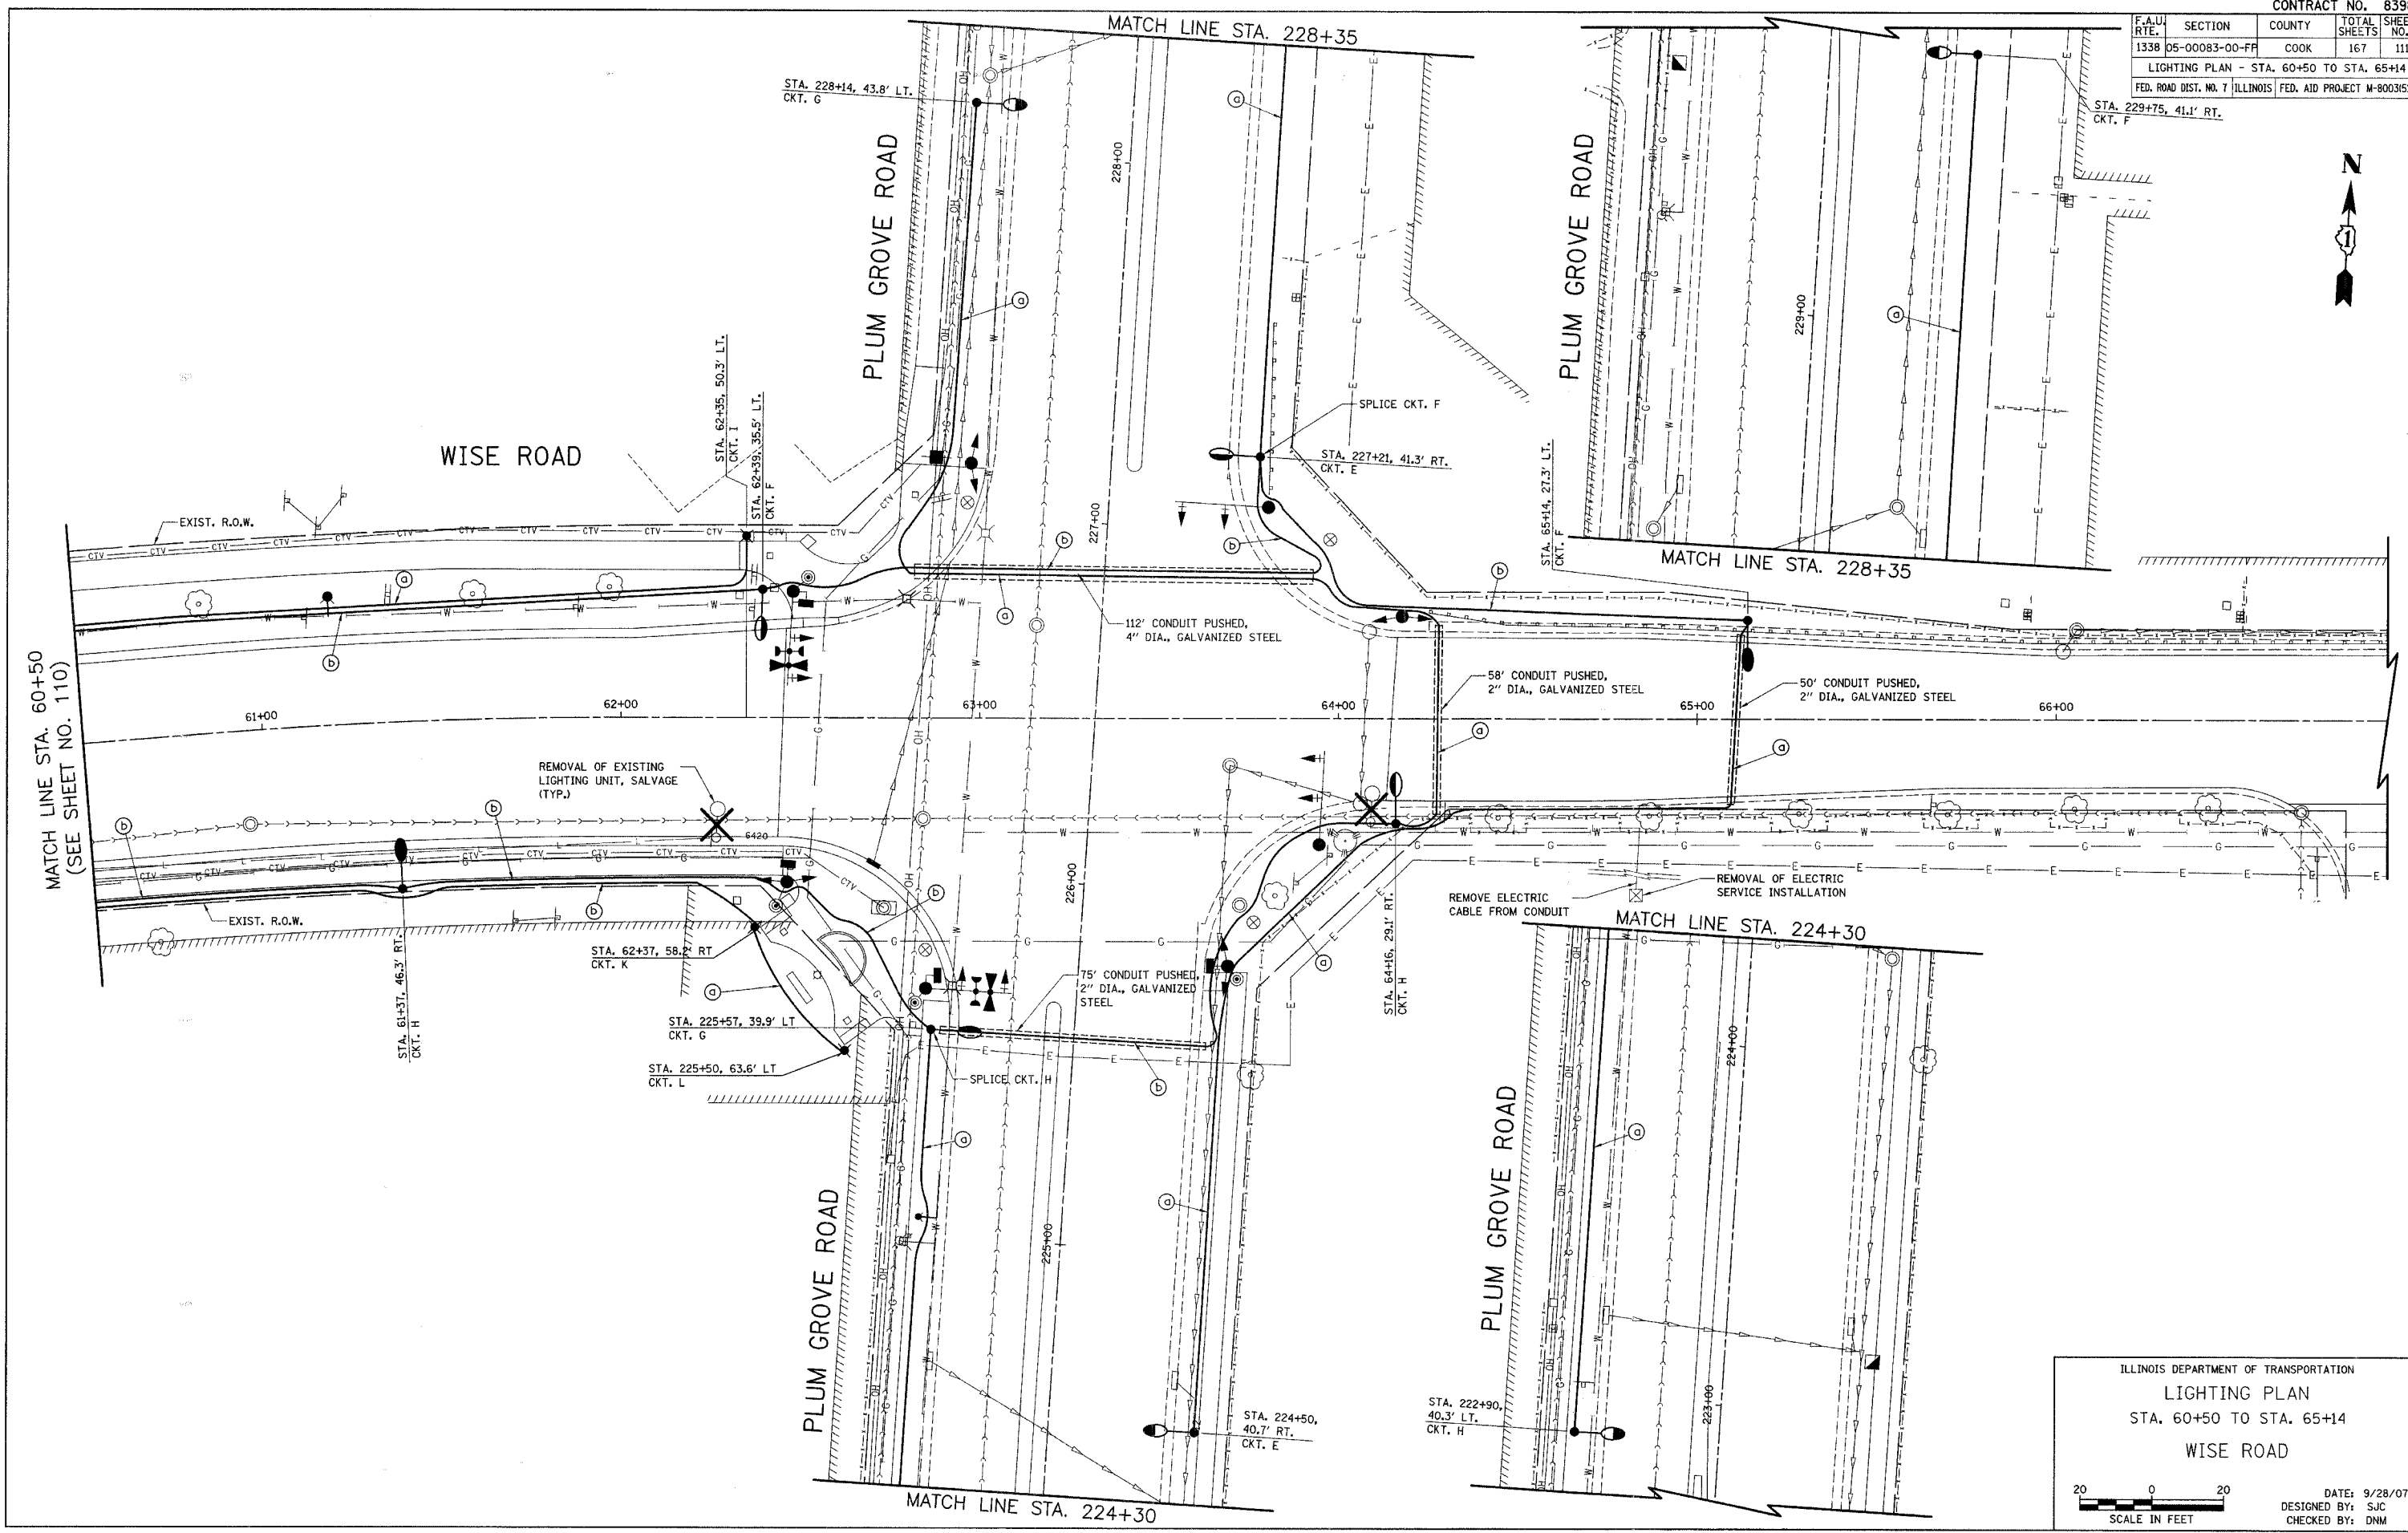 CONTRACT NO. 839
F.A.U. RTE.
SECTION
COUNTY
TOTAL SHEETS
NO.
1338
05-00083-00-FP
COOK
167
111
LIGHTING PLAN - STA. 60+50 TO STA. 65+14
FED. ROAD DIST. NO. 7
ILLINOIS
FED. AID PROJECT
MATCH LINE STA. 228+35
STA. 228+14, 43.8' LT.
CKT. G
PLUM GROVE ROAD
228+00
a
a
STA. 229+75, 41.1' RT.
CKT. F
PLUM GROVE ROAD
229+00
a
N
1
MATCH LINE STA. 228+35
WISE ROAD
STA. 62+35, 50.3' LT.
CKT. I
STA. 62+39, 35.5' LT.
CKT. F
SPLICE CKT. F
STA. 227+21, 41.3' RT.
CKT. E
STA. 65+14, 27.3' LT.
CKT. F
EXIST. R.O.W.
CTV
227+00
b
b
b
a
a
b
112' CONDUIT PUSHED,
4" DIA., GALVANIZED STEEL
58' CONDUIT PUSHED,
2" DIA., GALVANIZED STEEL
50' CONDUIT PUSHED,
2" DIA., GALVANIZED STEEL
MATCH LINE STA. 60+50
(SEE SHEET NO. 110)
61+00
62+00
63+00
64+00
65+00
66+00
a
a
REMOVAL OF EXISTING
LIGHTING UNIT, SALVAGE
(TYP.)
b
b
6420
b
b
226+00
EXIST. R.O.W.
STA. 61+37, 46.3' RT.
CKT. H
STA. 62+37, 58.2' RT
CKT. K
a
STA. 225+57, 39.9' LT
CKT. G
STA. 225+50, 63.6' LT
CKT. L
75' CONDUIT PUSHED,
2" DIA., GALVANIZED
STEEL
a
STA. 64+16, 29.1' RT.
CKT. H
REMOVE ELECTRIC
CABLE FROM CONDUIT
REMOVAL OF ELECTRIC
SERVICE INSTALLATION
SPLICE CKT. H
b
a
a
225+00
PLUM GROVE ROAD
STA. 224+50,
40.7' RT.
CKT. E
MATCH LINE STA. 224+30
MATCH LINE STA. 224+30
224+00
a
PLUM GROVE ROAD
223+00
STA. 222+90,
40.3' LT.
CKT. H
ILLINOIS DEPARTMENT OF TRANSPORTATION
LIGHTING PLAN
STA. 60+50 TO STA. 65+14
WISE ROAD
20 0 20
SCALE IN FEET
DATE: 9/28/07
DESIGNED BY: SJC
CHECKED BY: DNM